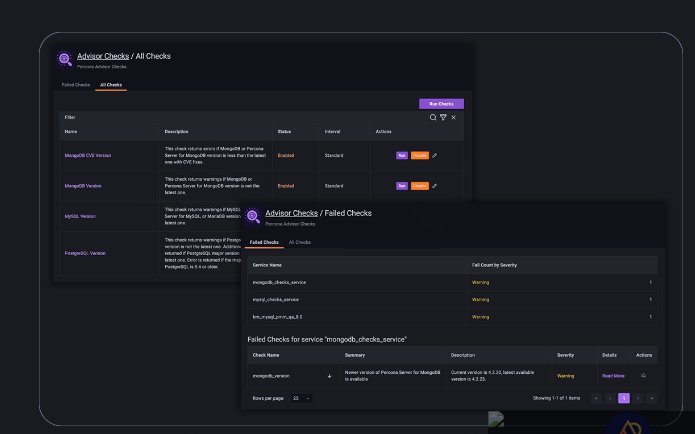 Advisor Checks / All Checks
Percona Advisor Checks
Failed Checks
All Checks
Run Checks
Filter
Name
Description
Status
Interval
Actions
MongoDB CVE Version
This check returns errors if MongoDB or Percona
Server for MongoDB version is less than the latest
one with CVE fixes.
Enabled
Standard
Run
Disable
MongoDB Version
This check returns warnings if MongoDB or
Percona Server for MongoDB version is not the
latest one.
Enabled
Standard
Run
Disable
MySQL Version
This check returns warnings if MySQL,
Server for MySQL, or MariaDB version
latest one.
PostgreSQL Version
This check returns warnings if Postgr
version is not the latest one. Addition
returned if PostgreSQL major version
latest one. Error is returned if the maj
PostgreSQL is 9.4 or older.
Advisor Checks / Failed Checks
Percona Advisor Checks
Failed Checks
All Checks
Service Name
Fail Count by Severity
mongodb_checks_service
Warning
1
mysql_checks_service
Warning
1
bm_mysql_pmm_qa_8.0
Warning
1
Failed Checks for service "mongodb_checks_service"
Check Name
Summary
Description
Severity
Details
Actions
mongodb_version
Newer version of Percona Server for MongoDB
is available
Current version is 4.2.23, latest available
version is 4.2.23.
Warning
Read More
Rows per page:
25
Showing 1-1 of 1 items
1